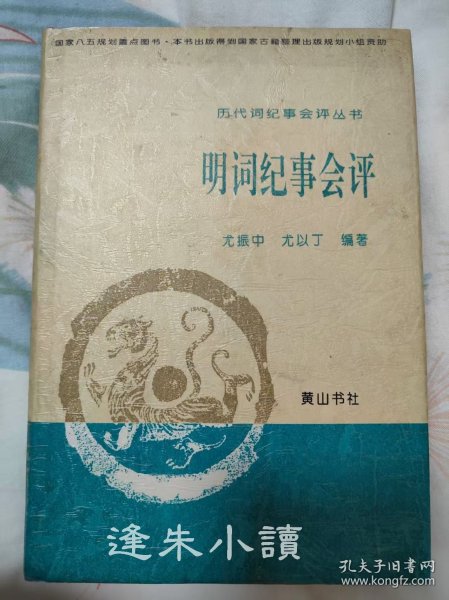 国家八五规划重点图书·本书出版得到国家古籍整理出版规划小组资助
历代词纪事会评丛书
明词纪事会评
尤振中 尤以丁 编著
黄山书社
逢朱小讀
孔夫子旧书网
www.kongfz.com